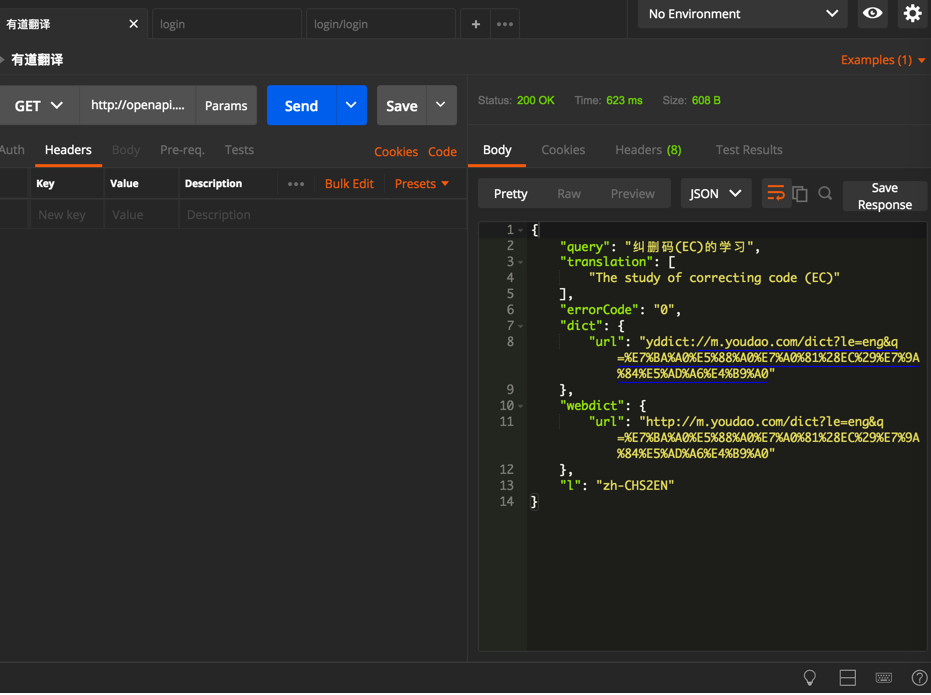 有道翻译
login
login/login
No Environment
有道翻译
Examples (1)
GET
http://openapi....
Params
Send
Save
Status: 200 OK Time: 623 ms Size: 608 B
Auth Headers Body Pre-req. Tests
Cookies Code
Key Value Description
Bulk Edit Presets
New key Value Description
Body Cookies Headers (8) Test Results
Pretty Raw Preview
JSON
Save
Response
1 {
2 "query": "纠删码(EC)的学习",
3 "translation": [
4 "The study of correcting code (EC)"
5 ],
6 "errorCode": "0",
7 "dict": {
8 "url": "yddict://m.youdao.com/dict?le=eng&q
=%E7%BA%A0%E5%88%A0%E7%A0%81%28EC%29%E7%9A
%84%E5%AD%A6%E4%B9%A0"
9 },
10 "webdict": {
11 "url": "http://m.youdao.com/dict?le=eng&q
=%E7%BA%A0%E5%88%A0%E7%A0%81%28EC%29%E7%9A
%84%E5%AD%A6%E4%B9%A0"
12 },
13 "l": "zh-CHS2EN"
14 }